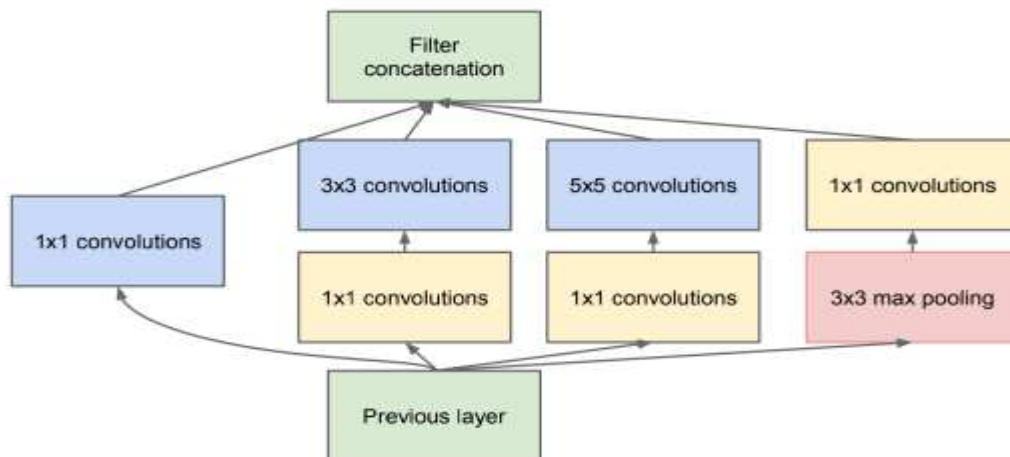 Filter
concatenation
3x3 convolutions
5x5 convolutions
1x1 convolutions
1x1 convolutions
1x1 convolutions
1x1 convolutions
3x3 max pooling
Previous layer